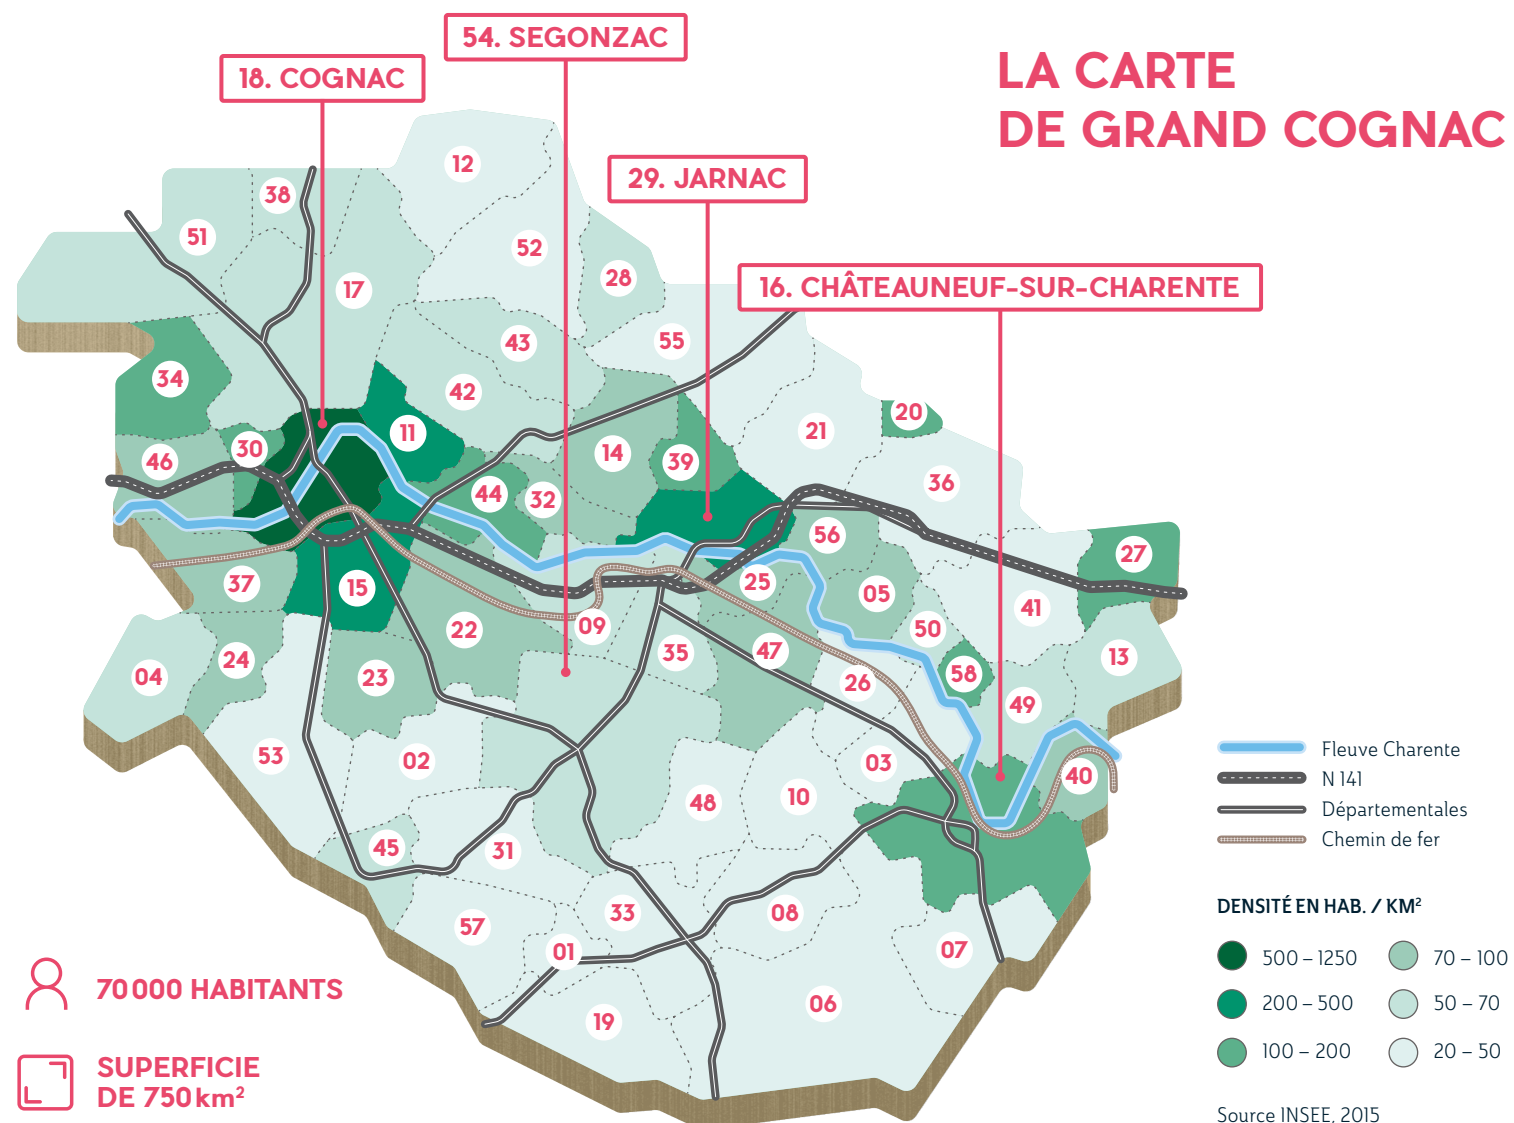 54. SEGONZAC
18. COGNAC
LA CARTE
DE GRAND COGNAC
29. JARNAC
16. CHÂTEAUNEUF-SUR-CHARENTE
12
38
51
52
28
17
43
55
34
42
20
11
21
30
14
46
39
36
44
32
56
27
37
25
15
05
41
22
09
50
35
47
13
24
58
04
23
26
49
53
02
03
40
10
48
45
31
33
08
57
01
07
06
19
Fleuve Charente
N 141
Départementales
Chemin de fer
DENSITÉ EN HAB. / KM²
500 – 1250
70 – 100
200 – 500
50 – 70
100 – 200
20 – 50
70 000 HABITANTS
SUPERFICIE
DE 750 km²
Source INSEE, 2015